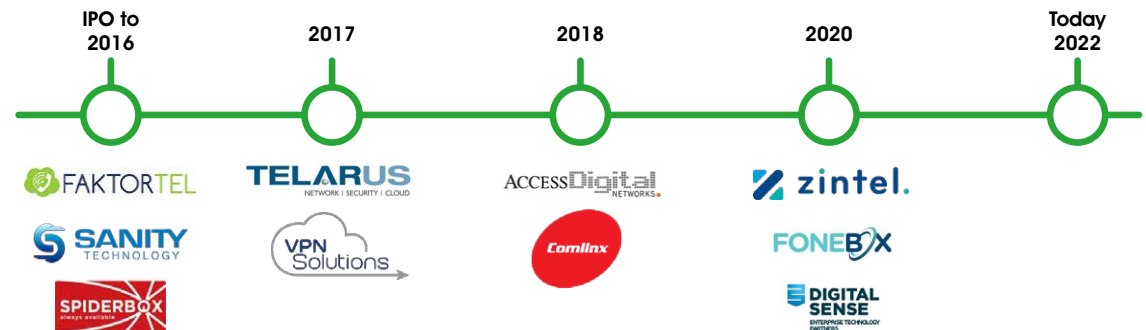 IPO to
2016
2017
2018
2020
Today
2022
FAKTORTEL
TELARUS
NETWORK | SECURITY | CLOUD
ACCESSDigital
NETWORKS.
zintel.
SANITY
TECHNOLOGY
VPN
Solutions
Comlinx
FONEBOX
SPIDERBOX
always available
DIGITAL
SENSE
ENTERPRISE TECHNOLOGY
PARTNERS